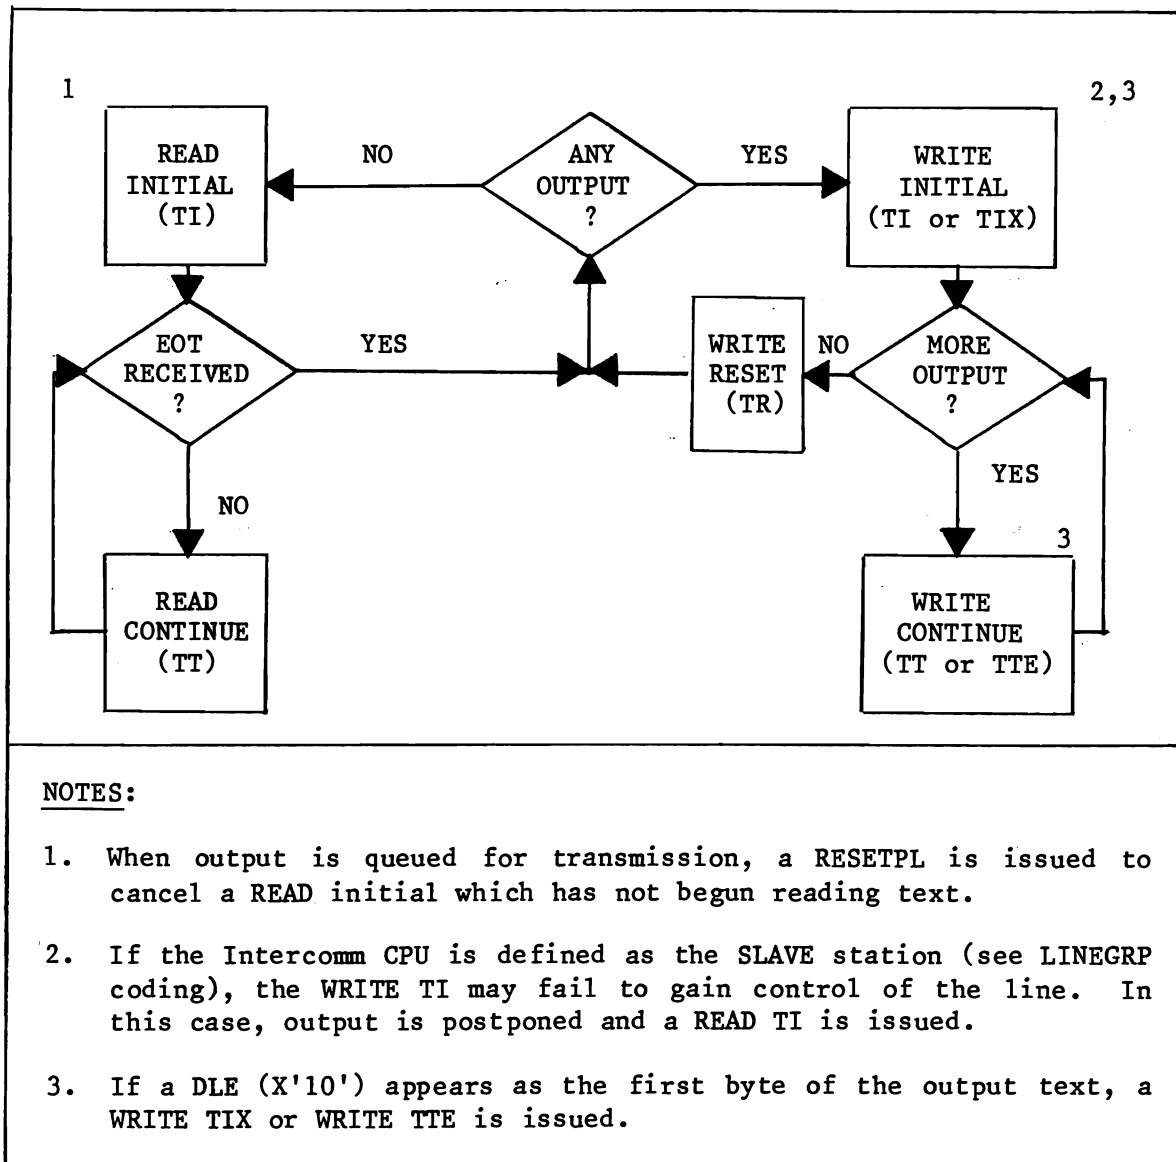 1
2,3
READ
INITIAL
(TI)
NO
ANY
OUTPUT
?
YES
WRITE
INITIAL
(TI or TIX)
EOT
RECEIVED
?
YES
WRITE
RESET
(TR)
NO
MORE
OUTPUT
?
NO
YES
3
READ
CONTINUE
(TT)
WRITE
CONTINUE
(TT or TTE)
NOTES:
1. When output is queued for transmission, a RESETPL is issued to
cancel a READ initial which has not begun reading text.
2. If the Intercomm CPU is defined as the SLAVE station (see LINEGRP
coding), the WRITE TI may fail to gain control of the line. In
this case, output is postponed and a READ TI is issued.
3. If a DLE (X'10') appears as the first byte of the output text, a
WRITE TIX or WRITE TTE is issued.